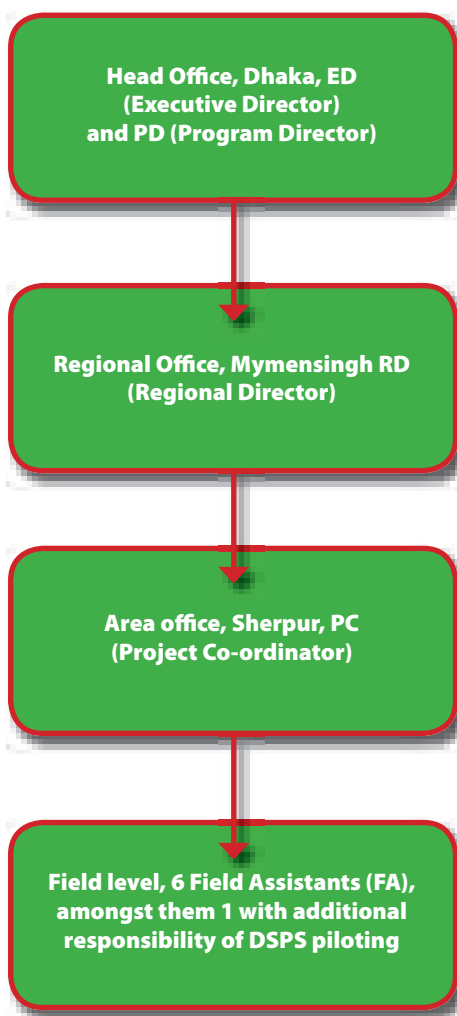 Head Office, Dhaka, ED
(Executive Director)
and PD (Program Director)
Regional Office, Mymensingh RD
(Regional Director)
Area office, Sherpur, PC
(Project Co-ordinator)
Field level, 6 Field Assistants (FA),
amongst them 1 with additional
responsibility of DSPS piloting